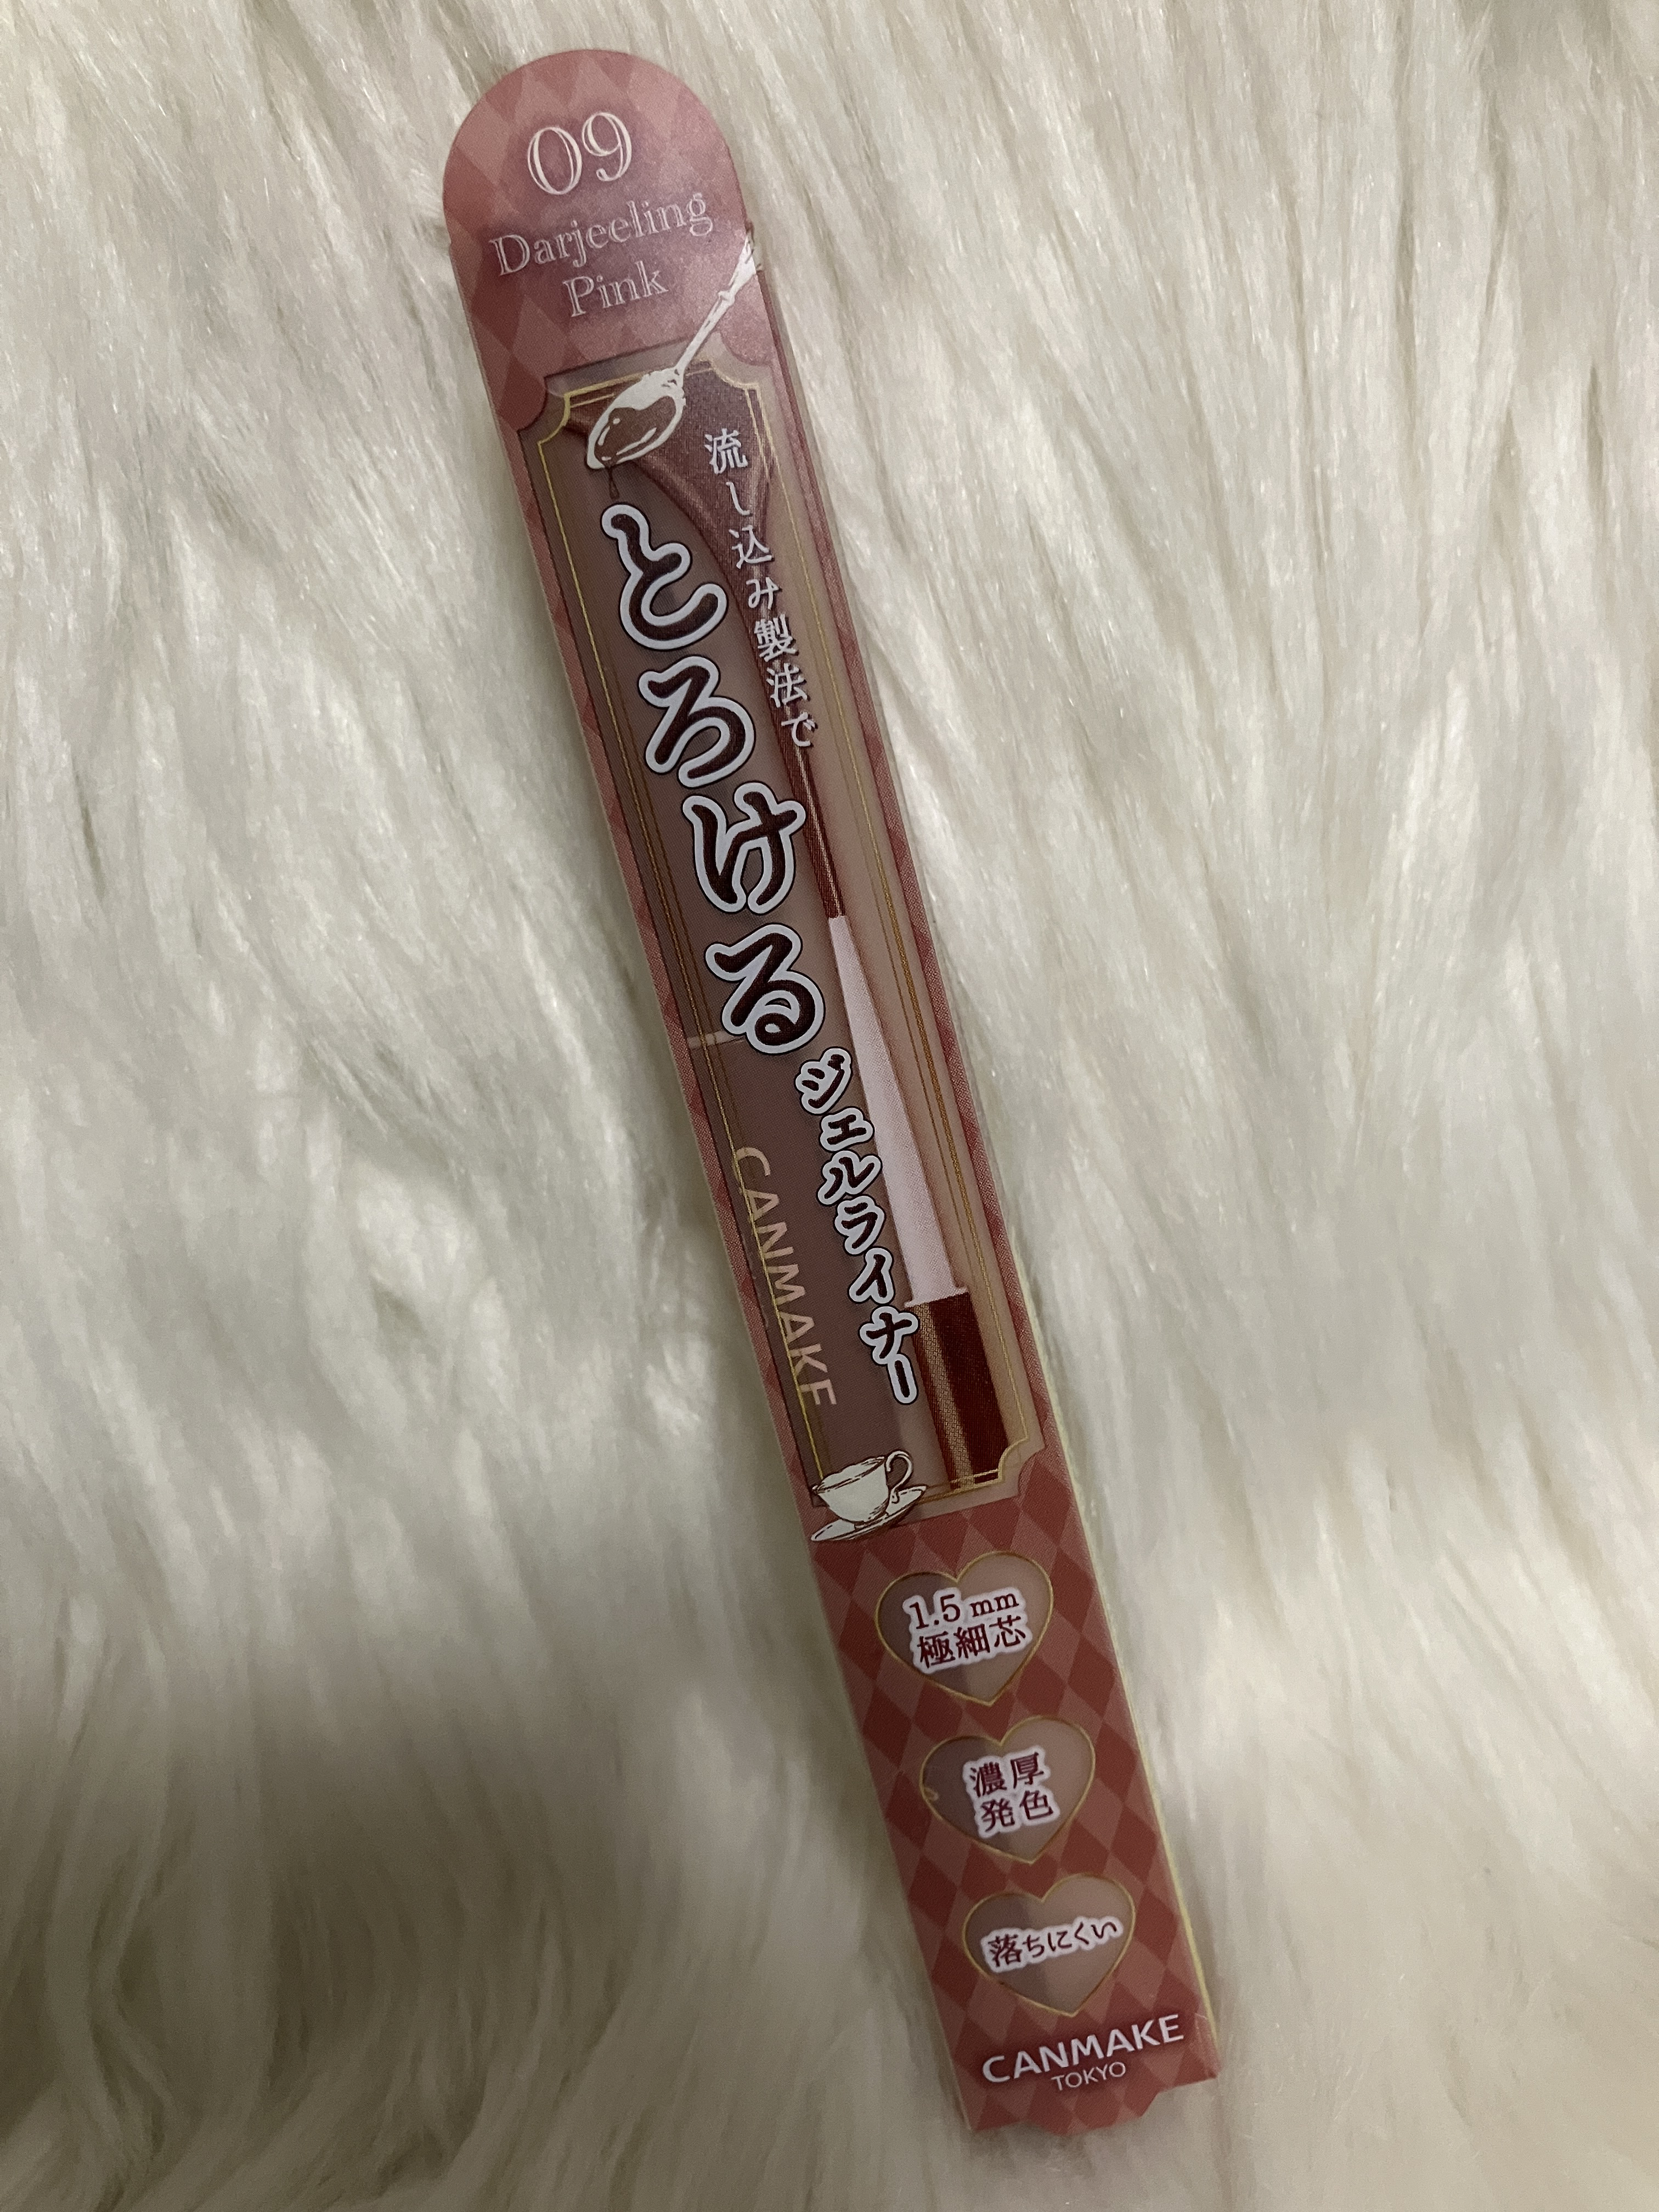 09
Darjeeling
Pink
流し込み製法で
とろける
ジェルライナー
CANMAKE
1.5mm
極細芯
濃厚
発色
落ちにくい
CANMAKE
TOKYO